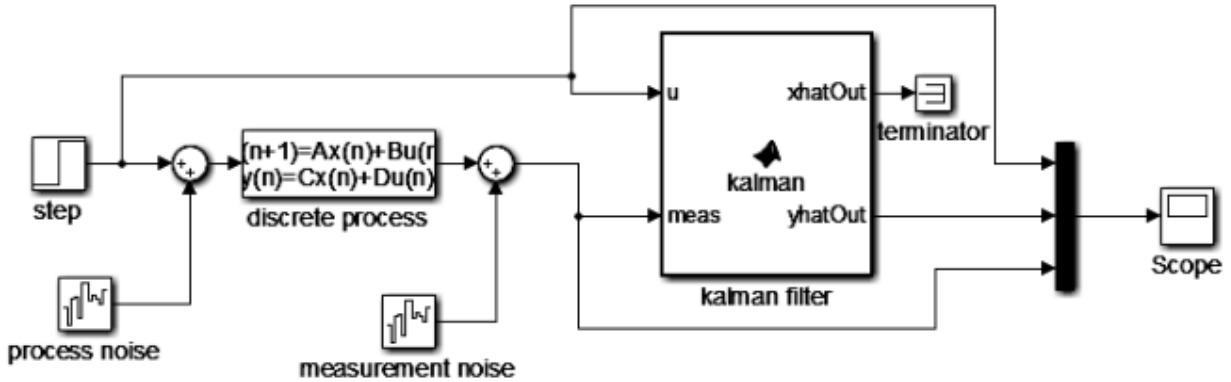 step
process noise
+
+
(n+1)=Ax(n)+Bu(r
y(n)=Cx(n)+Du(n)
discrete process
+
+
measurement noise
u
meas
kalman
xhatOut
yhatOut
kalman filter
terminator
Scope